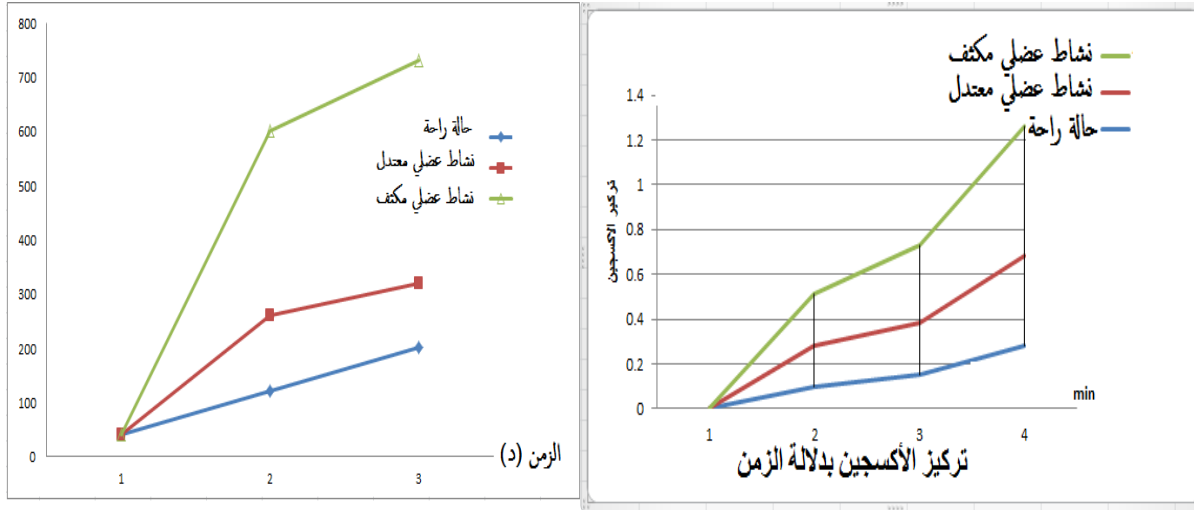 800
700
600
500
400
300
200
100
0
1
2
3
حالة راحة
نشاط عضلي معتدل
نشاط عضلي مكثف
الزمن (د)
نشاط عضلي مكثف
نشاط عضلي معتدل
حالة راحة
1.4
1.2
1
0.8
0.6
0.4
0.2
0
تركيز الاكسجين
1
2
3
4
min
تركيز الأكسجين بدلالة الزمن